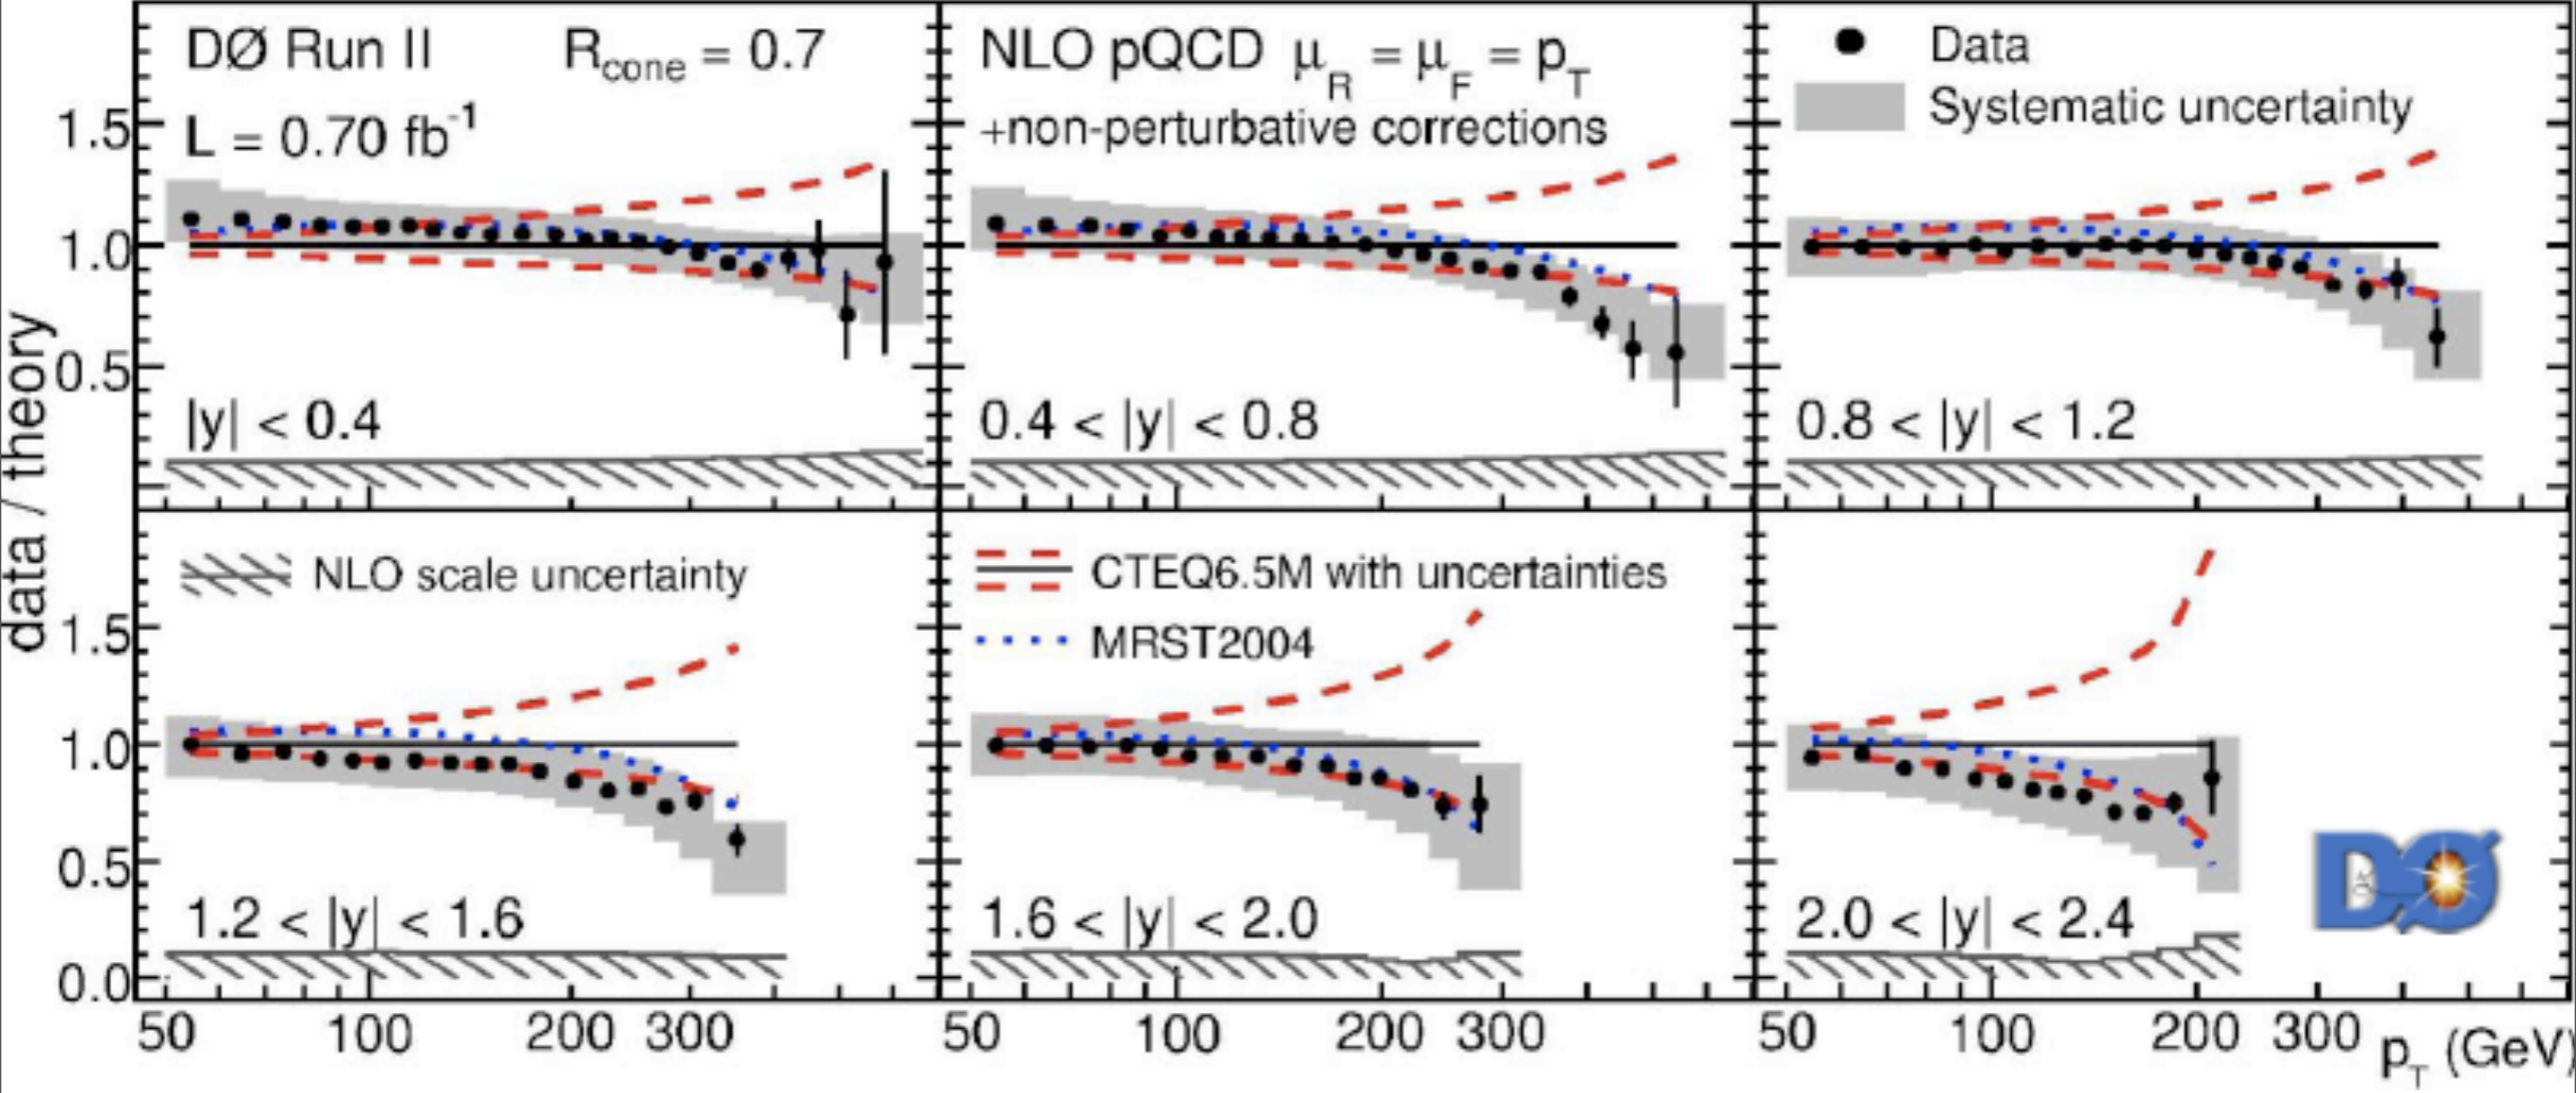 DØ Run II
R_cone = 0.7
L = 0.70 fb⁻¹
|y| < 0.4
NLO pQCD μ_R = μ_F = p_T
+non-perturbative corrections
0.4 < |y| < 0.8
Data
Systematic uncertainty
0.8 < |y| < 1.2
1.5
1.0
0.5
data / theory
NLO scale uncertainty
1.2 < |y| < 1.6
CTEQ6.5M with uncertainties
MRST2004
1.6 < |y| < 2.0
2.0 < |y| < 2.4
DØ
1.5
1.0
0.5
0.0
50 100 200 300
50 100 200 300
50 100 200 300
p_T (GeV)